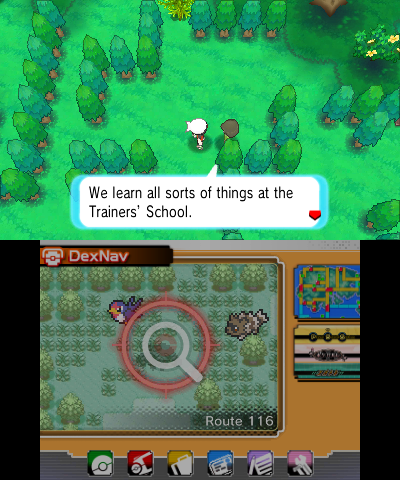 We learn all sorts of things at the
Trainers' School.
DexNav
Route 116